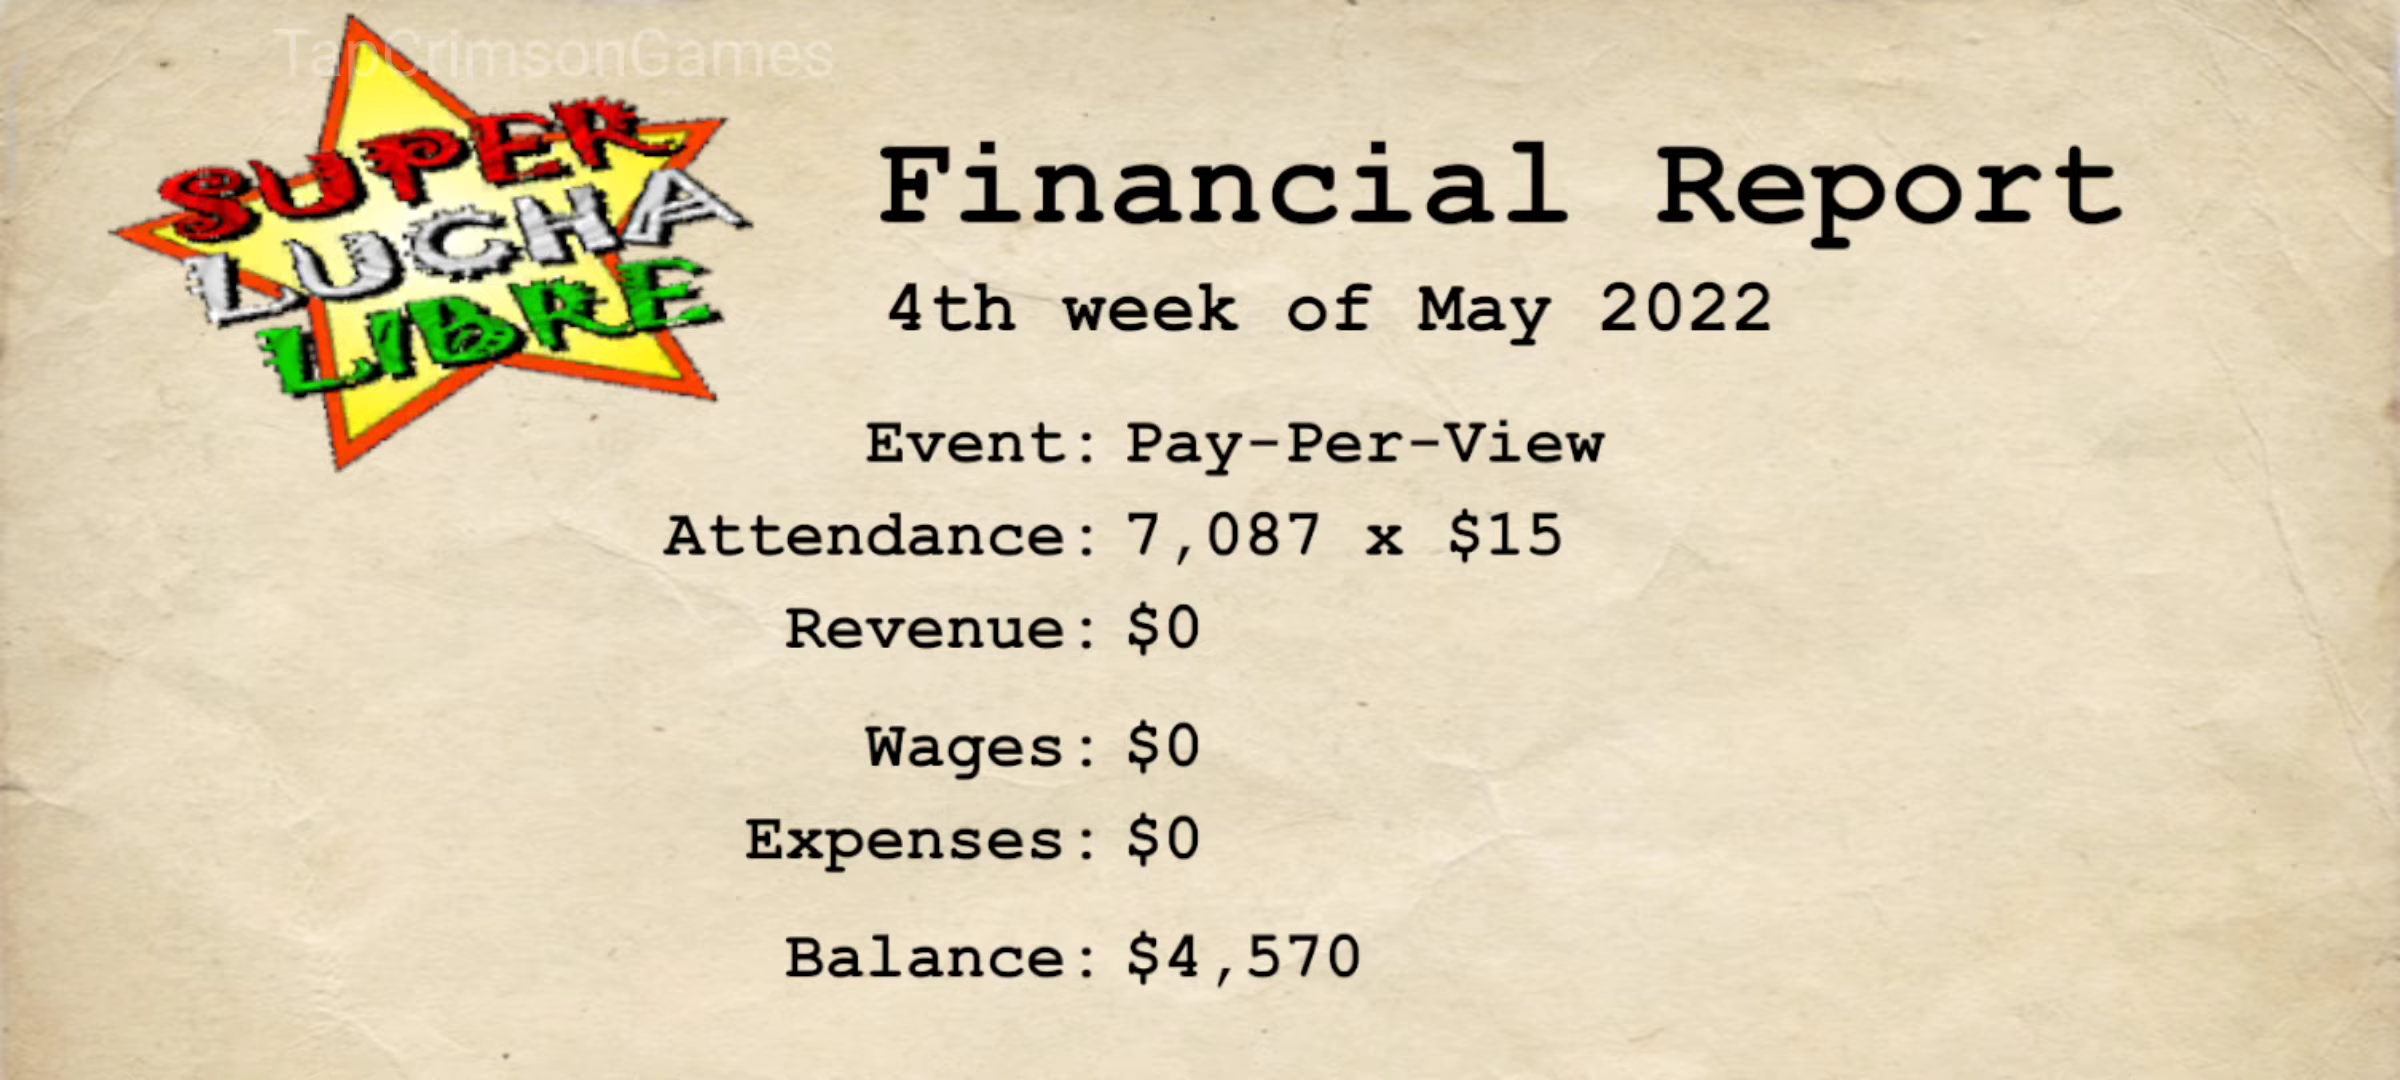 TapCrimsonGames
SUPER
LUCHA
LIBRE
Financial Report
4th week of May 2022
Event: Pay-Per-View
Attendance: 7,087 x $15
Revenue: $0
Wages: $0
Expenses: $0
Balance: $4,570